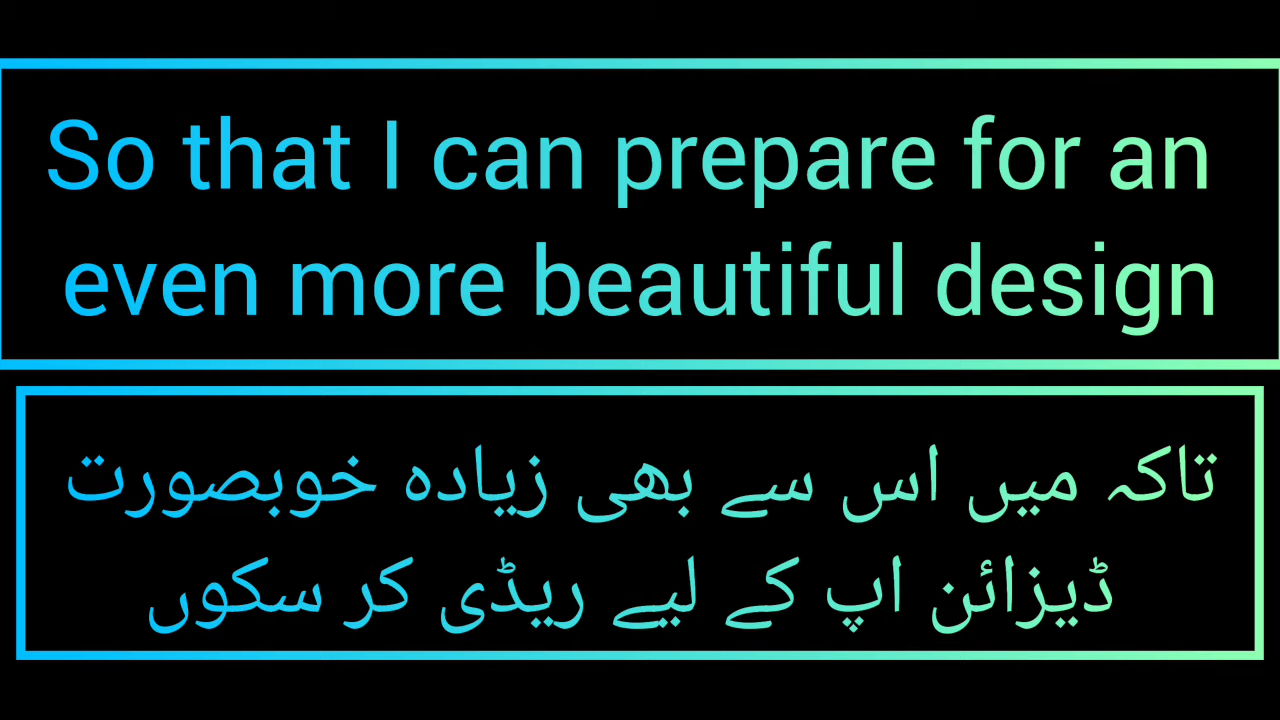 So that I can prepare for an
even more beautiful design
تاکہ میں اس سے بھی زیادہ خوبصورت
ڈیزائن اپ کے لیے ریڈی کر سکوں